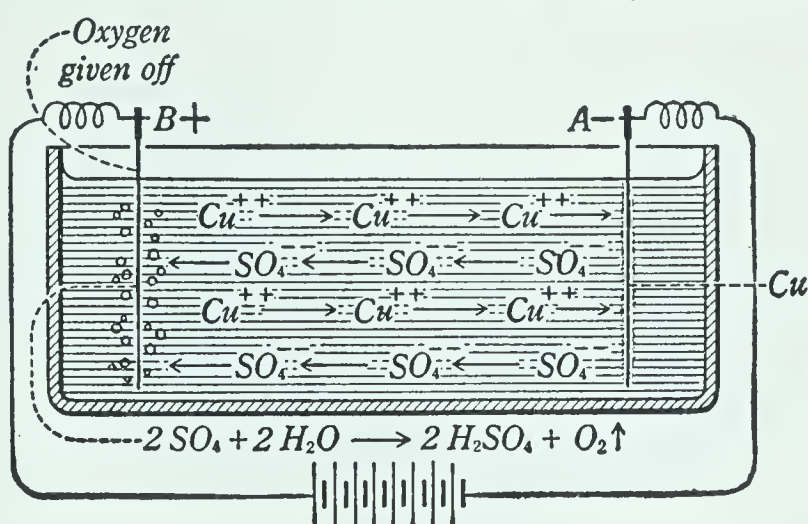 Oxygen
given off
B+
A-
Cu++ → Cu++ → Cu++ →
← SO₄-- ← SO₄-- ← SO₄--
Cu++ → Cu++ → Cu++ →
← SO₄-- ← SO₄-- ← SO₄--
Cu
2 SO₄ + 2 H₂O → 2 H₂SO₄ + O₂↑